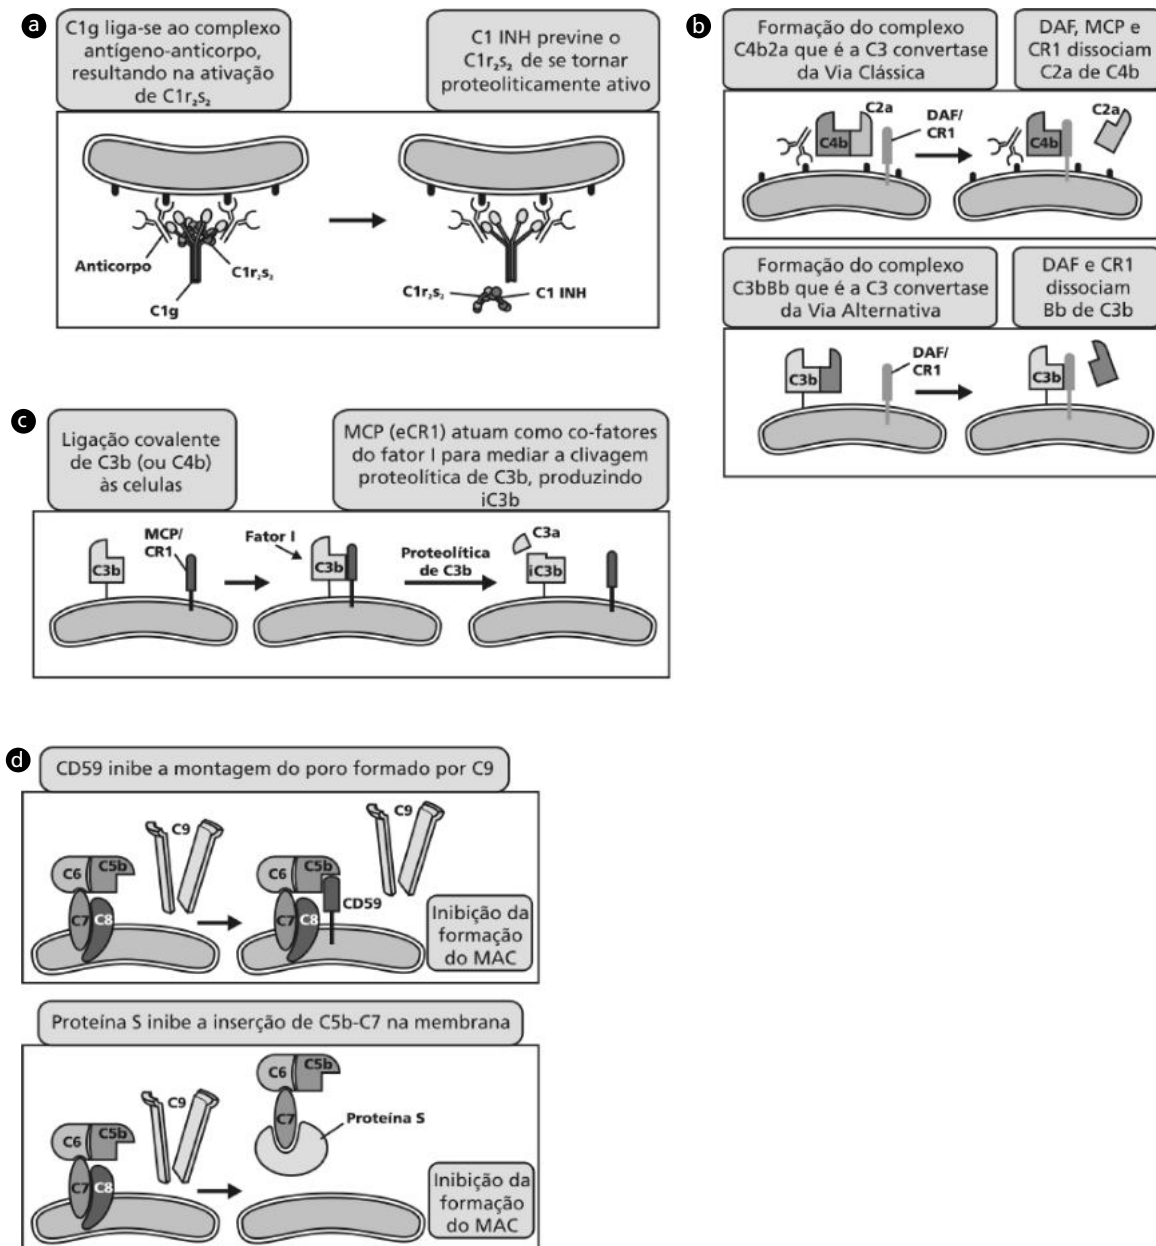 a
C1g liga-se ao complexo
antígeno-anticorpo,
resultando na ativação
de C1r₂s₂
C1 INH previne o
C1r₂s₂ de se tornar
proteoliticamente ativo
Anticorpo
C1r₂s₂
C1g
C1r₂s₂
C1 INH
b
Formação do complexo
C4b2a que é a C3 convertase
da Via Clássica
DAF, MCP e
CR1 dissociam
C2a de C4b
C2a
C4b
DAF/
CR1
C4b
C2a
Formação do complexo
C3bBb que é a C3 convertase
da Via Alternativa
DAF e CR1
dissociam
Bb de C3b
C3b
DAF/
CR1
C3b
c
Ligação covalente
de C3b (ou C4b)
às celulas
MCP (eCR1) atuam como co-fatores
do fator I para mediar a clivagem
proteolítica de C3b, produzindo
iC3b
C3b
MCP/
CR1
Fator I
C3b
Proteolítica
de C3b
C3a
iC3b
d
CD59 inibe a montagem do poro formado por C9
C6
C5b
C7
C8
C9
C6
C5b
C7
C8
CD59
C9
Inibição da
formação
do MAC
Proteína S inibe a inserção de C5b-C7 na membrana
C6
C5b
C7
C8
C9
C6
C5b
C7
Proteína S
Inibição da
formação
do MAC